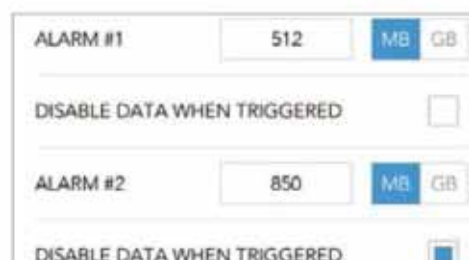 ALARM #1 512 MB GB
DISABLE DATA WHEN TRIGGERED
ALARM #2 850 MB GB
DISABLE DATA WHEN TRIGGERED